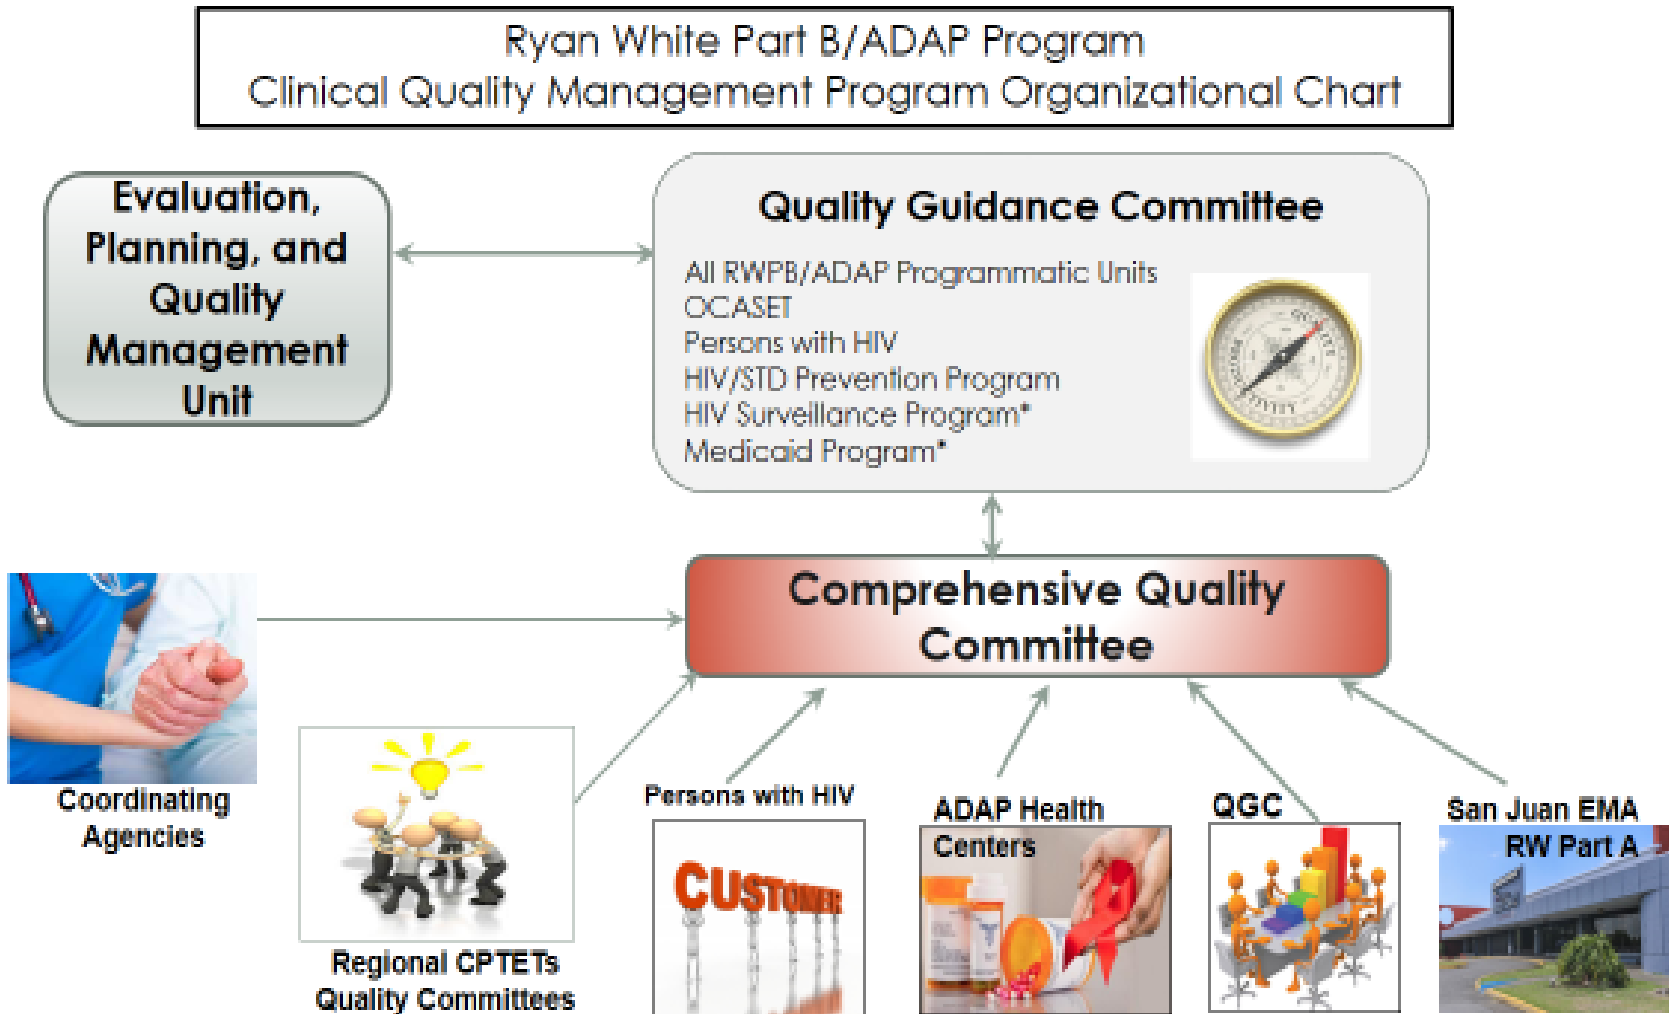 Ryan White Part B/ADAP Program
Clinical Quality Management Program Organizational Chart
Evaluation,
Planning, and
Quality
Management
Unit
Quality Guidance Committee
All RWPB/ADAP Programmatic Units
OCASET
Persons with HIV
HIV/STD Prevention Program
HIV Surveillance Program*
Medicaid Program*
QUALITY
PRODUCTIVITY
Comprehensive Quality
Committee
Coordinating
Agencies
Regional CPTETs
Quality Committees
Persons with HIV
CUSTOMER
ADAP Health
Centers
QGC
San Juan EMA
RW Part A